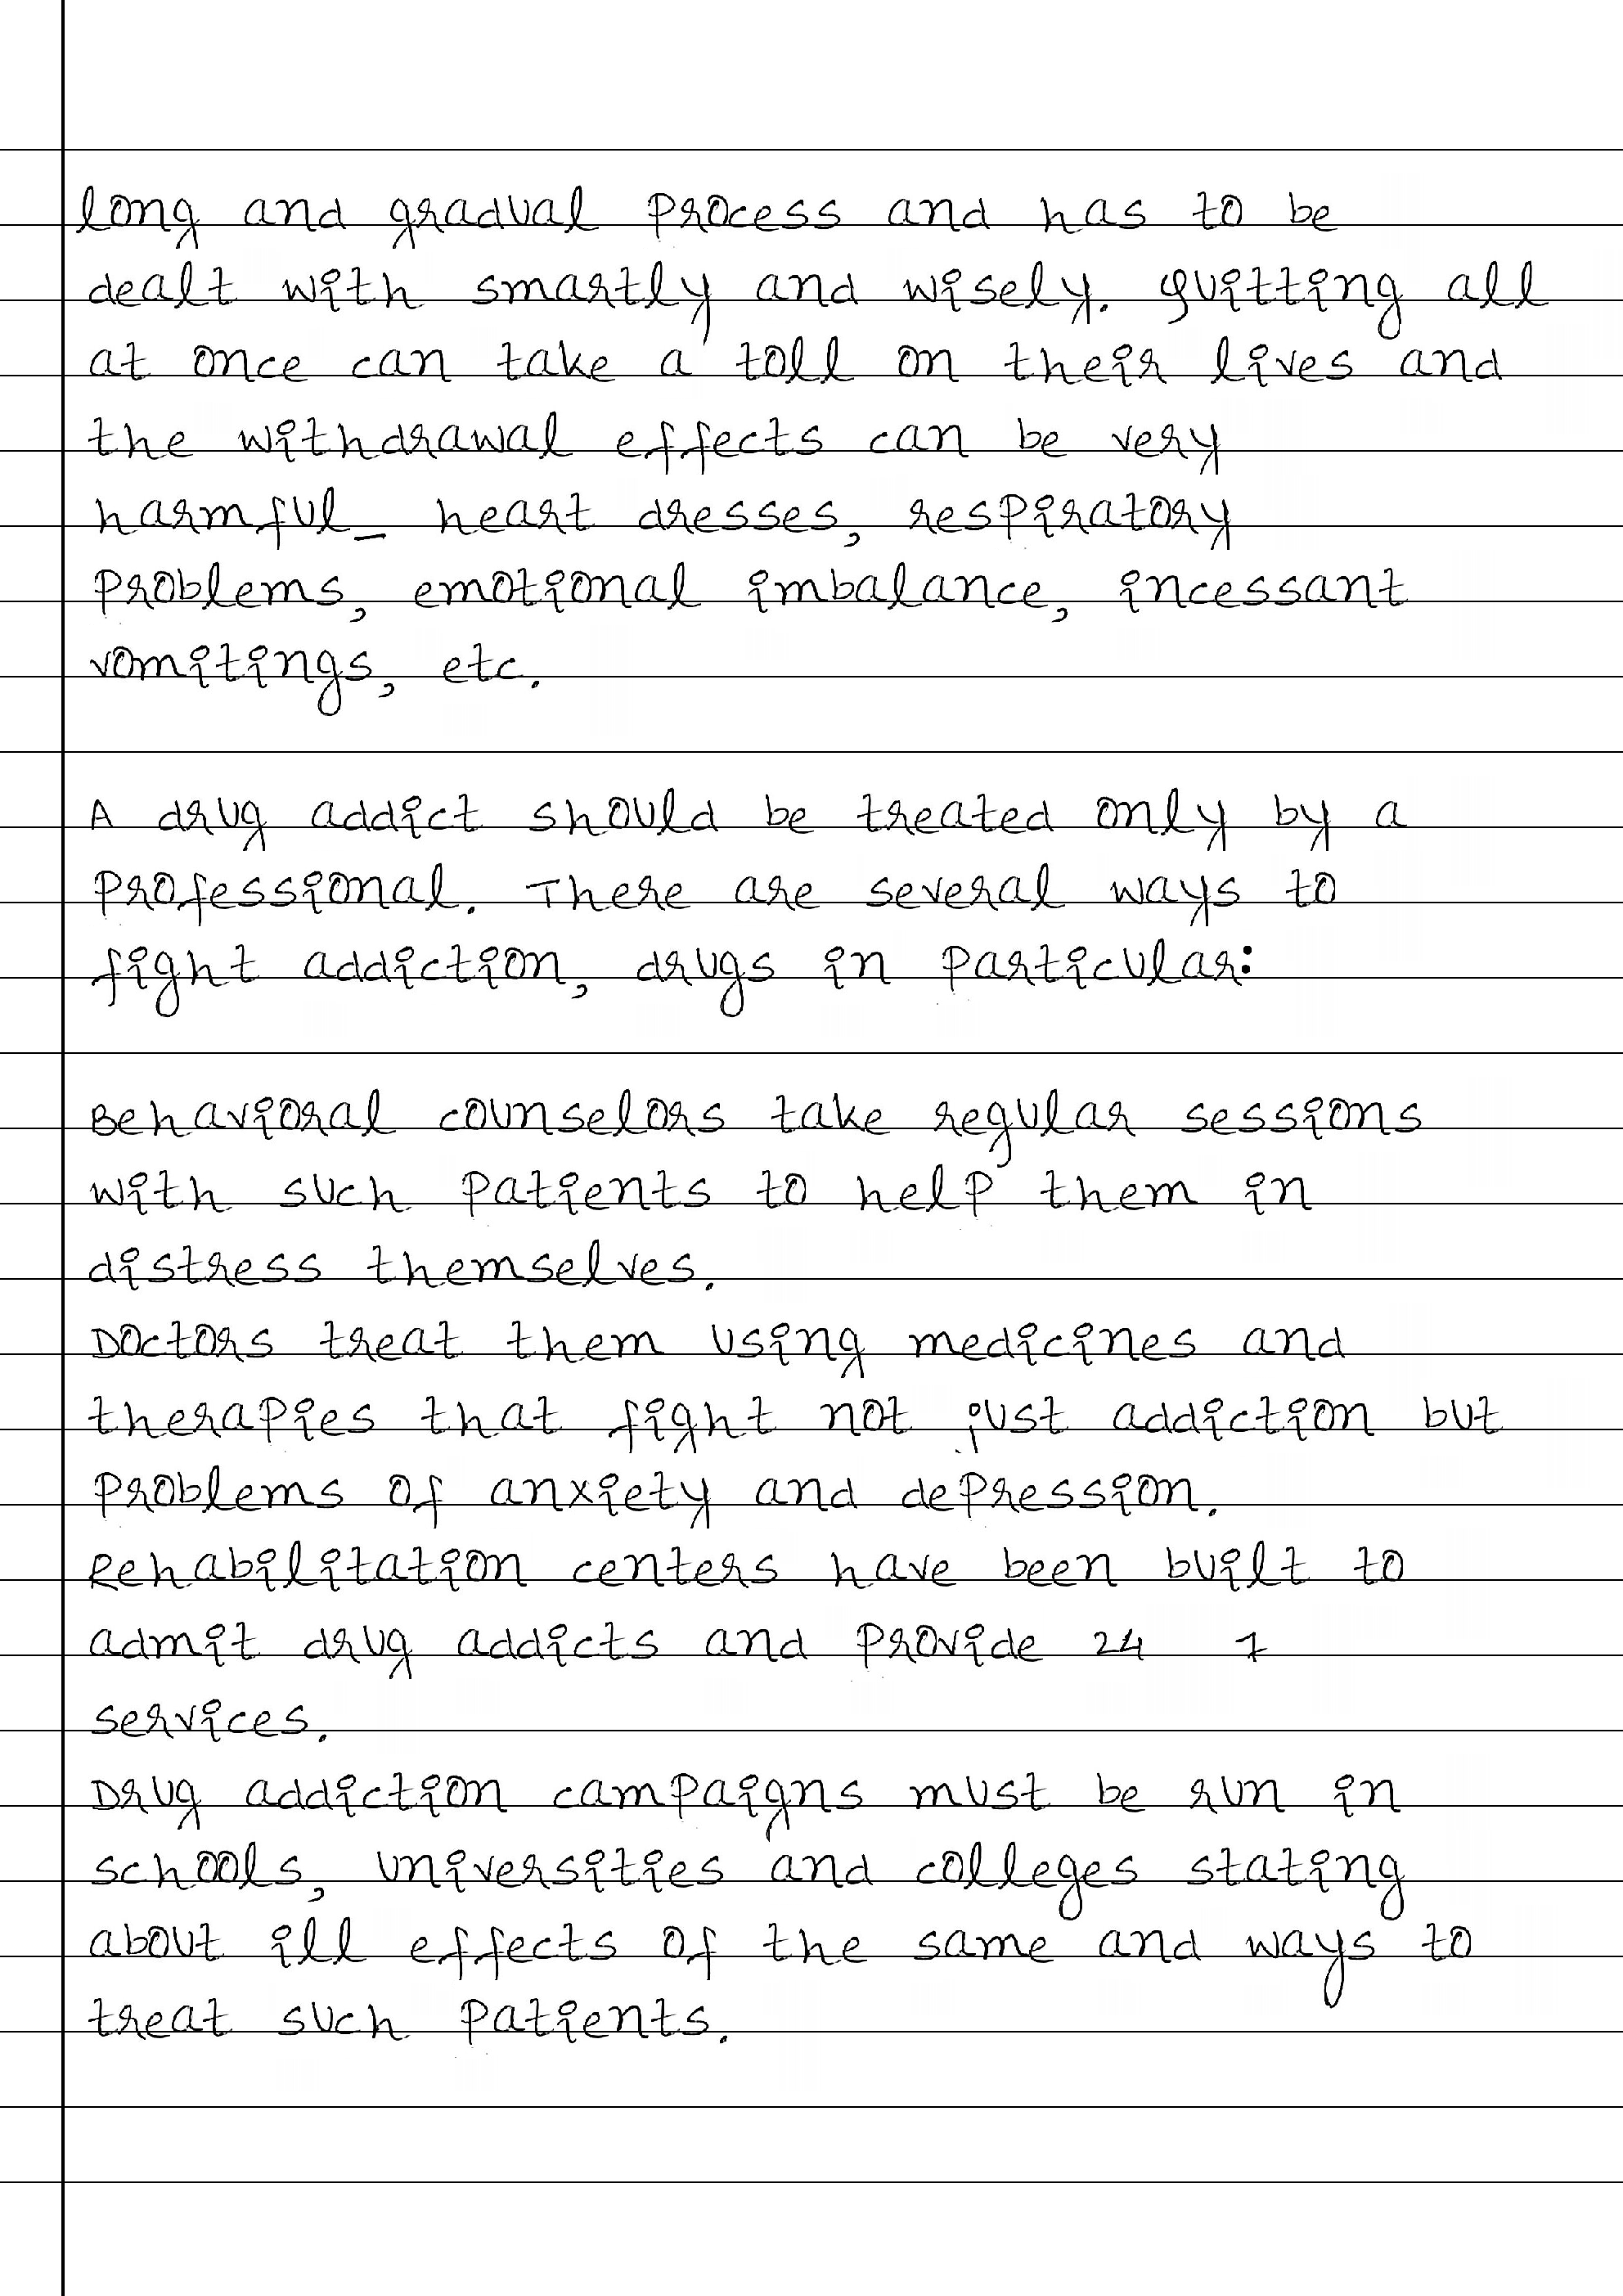 long and gradual process and has to be
dealt with smartly and wisely. Quitting all
at once can take a toll on their lives and
the withdrawal effects can be very
harmful_ heart dresses, respiratory
problems, emotional imbalance, incessant
vomitings, etc.
A drug addict should be treated only by a
professional. There are several ways to
fight addiction, drugs in particular:
Behavioral counselors take regular sessions
with such patients to help them in
distress themselves.
Doctors treat them using medicines and
therapies that fight not just addiction but
problems of anxiety and depression.
Rehabilitation centers have been built to
admit drug addicts and provide 24 7
services.
Drug addiction campaigns must be run in
schools, universities and colleges stating
about ill effects of the same and ways to
treat such patients.